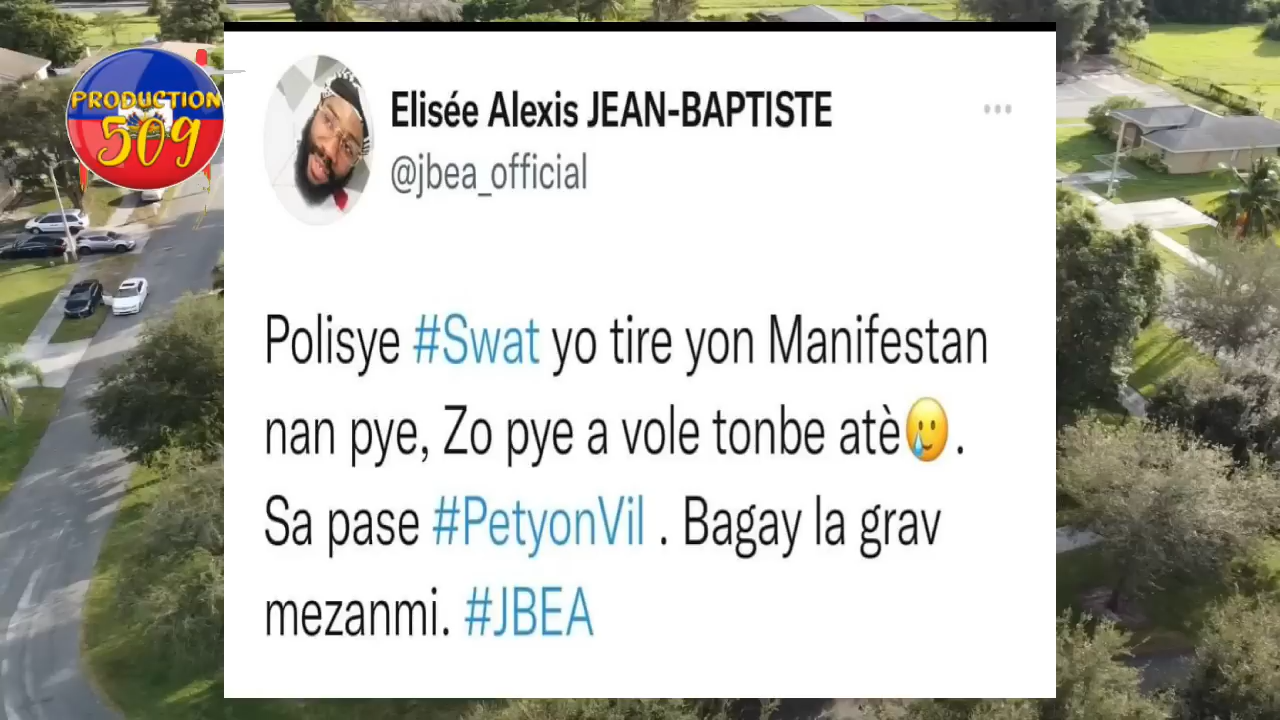 PRODUCTION
509
Elisée Alexis JEAN-BAPTISTE
@jbea_official
Polisye #Swat yo tire yon Manifestan
nan pye, Zo pye a vole tonbe atè🥲.
Sa pase #PetyonVil . Bagay la grav
mezanmi. #JBEA